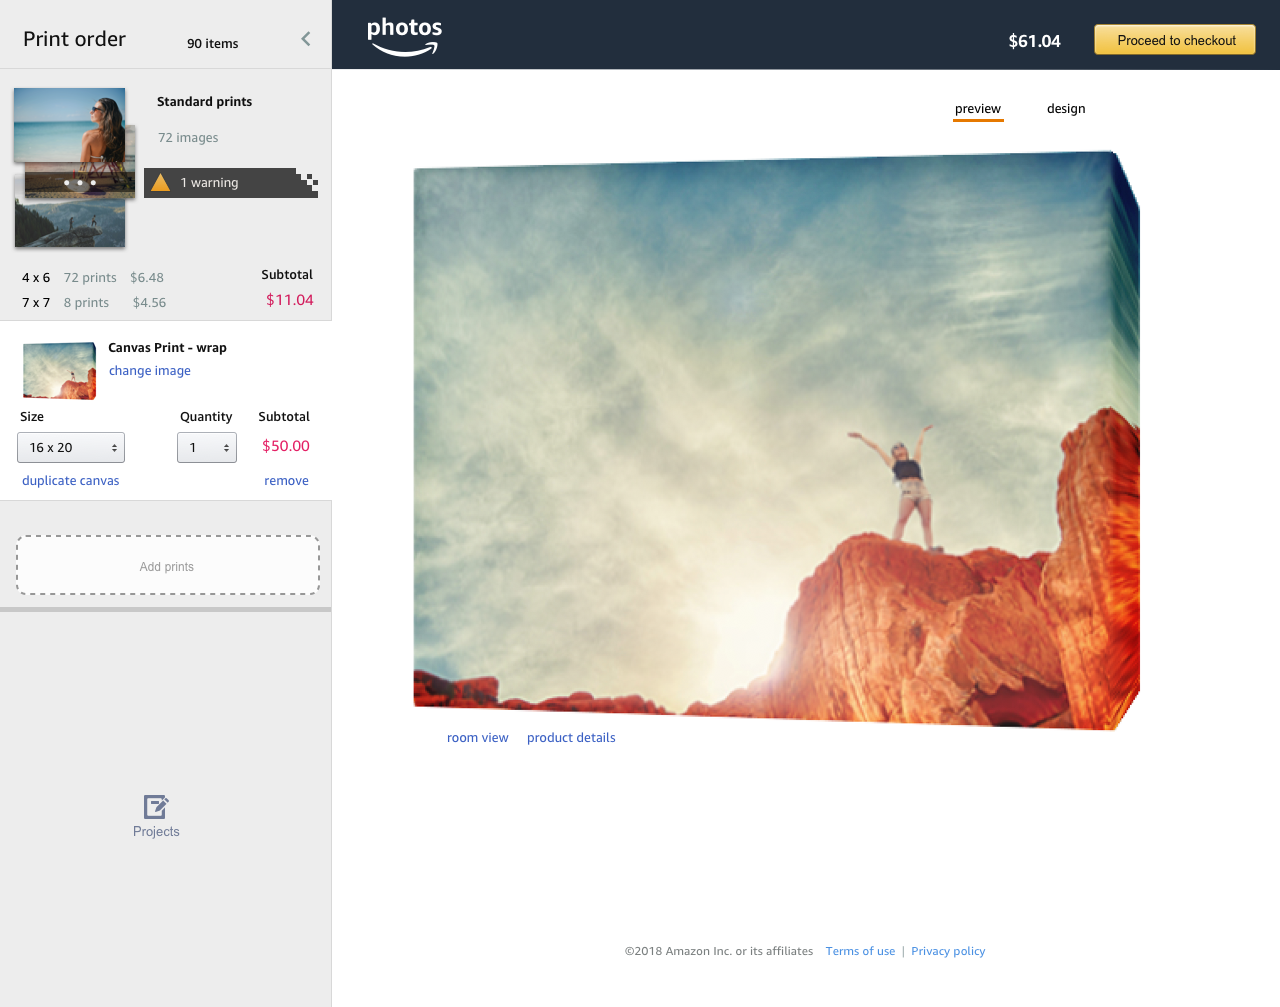 Print order
90 items
photos
$61.04
Proceed to checkout
Standard prints
72 images
1 warning
4 x 6 72 prints $6.48
7 x 7 8 prints $4.56
Subtotal
$11.04
Canvas Print - wrap
change image
Size
Quantity
Subtotal
16 x 20
1
$50.00
duplicate canvas
remove
Add prints
Projects
preview
design
room view
product details
©2018 Amazon Inc. or its affiliates Terms of use | Privacy policy